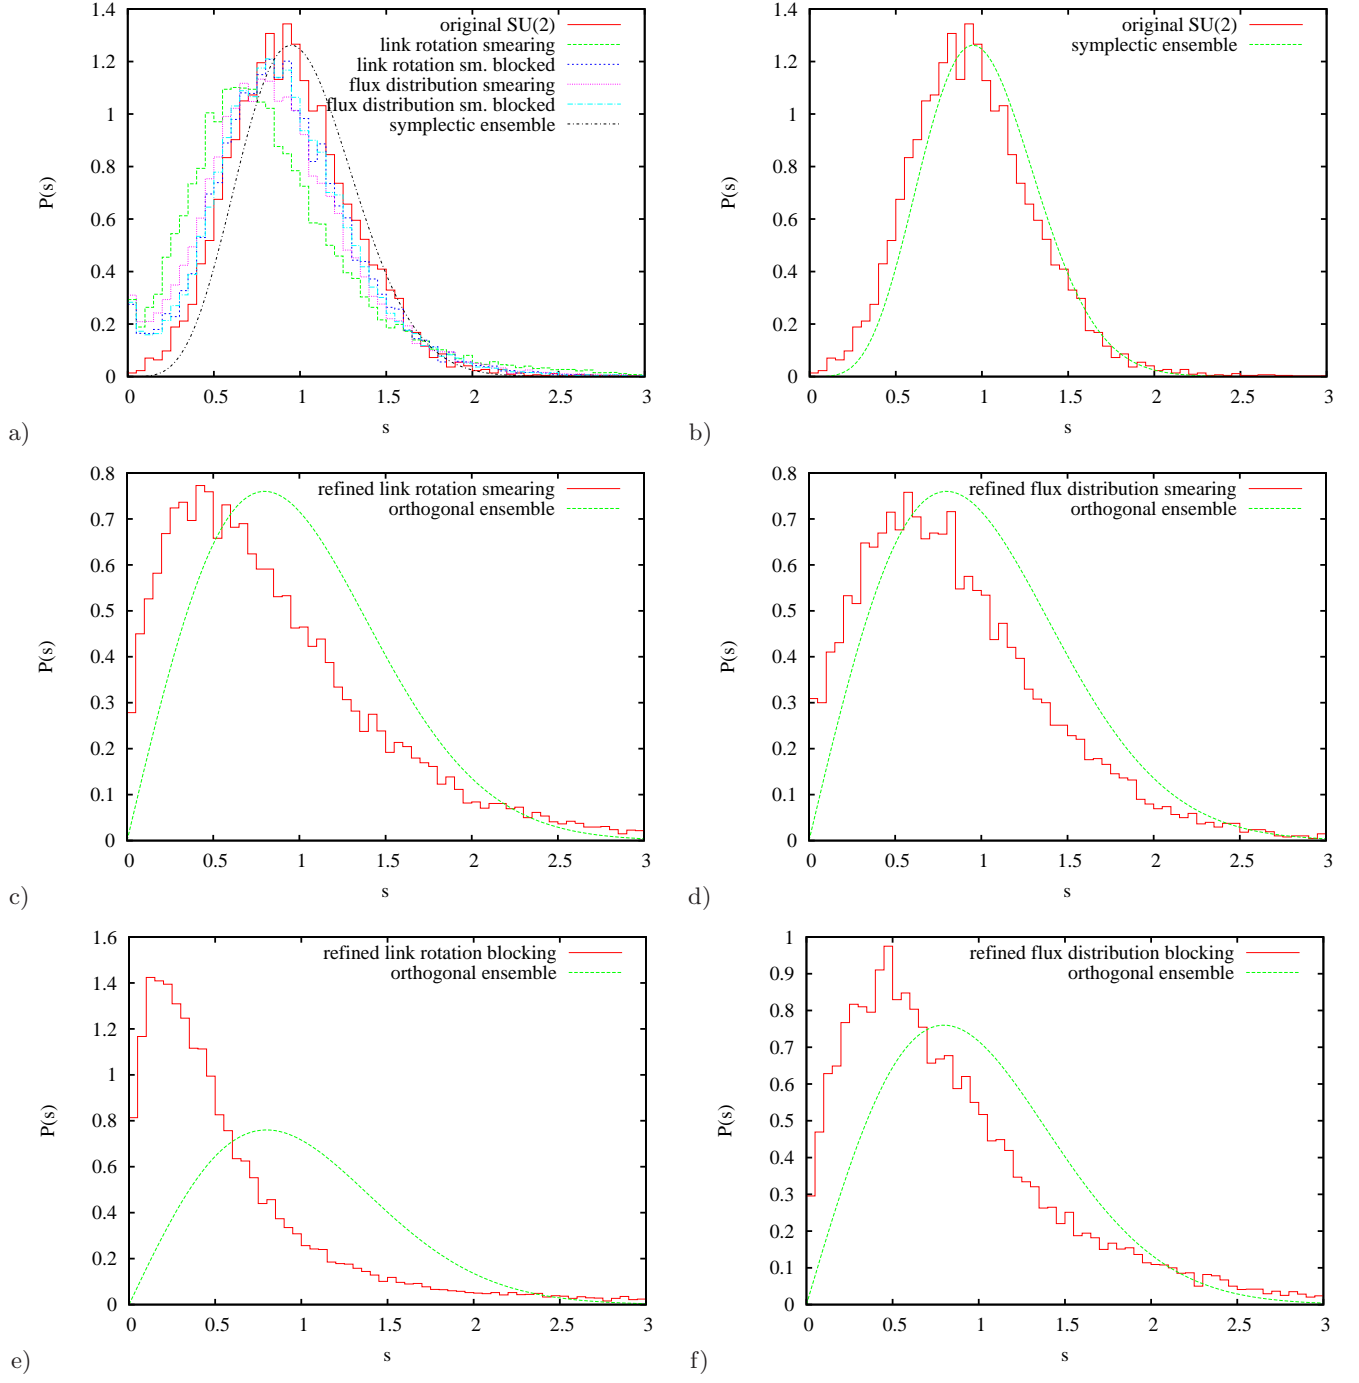 1.4
1.2
1
0.8
0.6
0.4
0.2
0
P(s)
original SU(2)
link rotation smearing
link rotation sm. blocked
flux distribution smearing
flux distribution sm. blocked
symplectic ensemble
0 0.5 1 1.5 2 2.5 3
s
a)
1.4
1.2
1
0.8
0.6
0.4
0.2
0
P(s)
original SU(2)
symplectic ensemble
0 0.5 1 1.5 2 2.5 3
s
b)
0.8
0.7
0.6
0.5
0.4
0.3
0.2
0.1
0
P(s)
refined link rotation smearing
orthogonal ensemble
0 0.5 1 1.5 2 2.5 3
s
c)
0.8
0.7
0.6
0.5
0.4
0.3
0.2
0.1
0
P(s)
refined flux distribution smearing
orthogonal ensemble
0 0.5 1 1.5 2 2.5 3
s
d)
1.6
1.4
1.2
1
0.8
0.6
0.4
0.2
0
P(s)
refined link rotation blocking
orthogonal ensemble
0 0.5 1 1.5 2 2.5 3
s
e)
1
0.9
0.8
0.7
0.6
0.5
0.4
0.3
0.2
0.1
0
P(s)
refined flux distribution blocking
orthogonal ensemble
0 0.5 1 1.5 2 2.5 3
s
f)